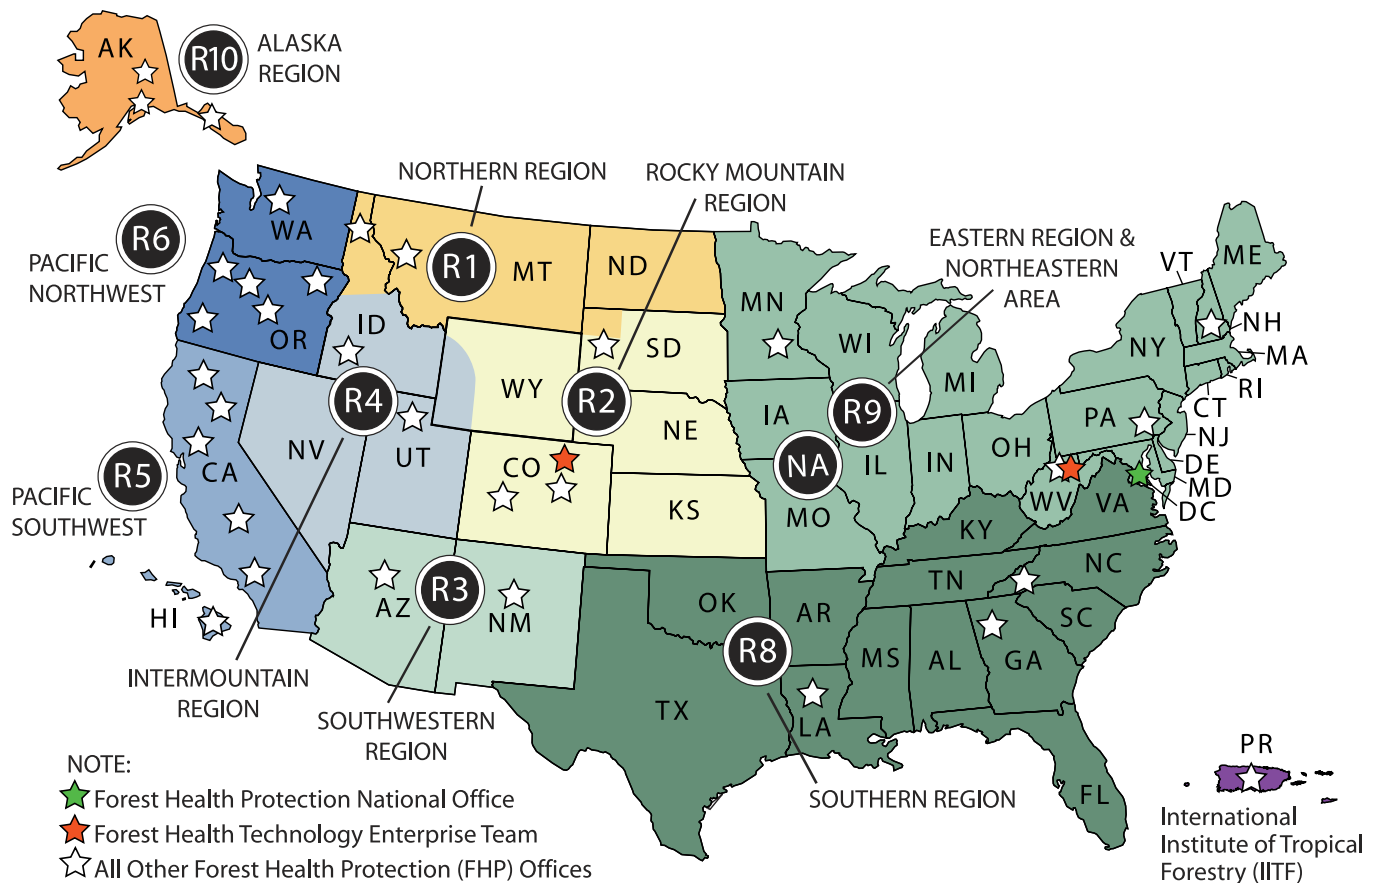 AK
R10
ALASKA
REGION
NORTHERN REGION
ROCKY MOUNTAIN
REGION
EASTERN REGION &
NORTHEASTERN
AREA
R6
PACIFIC
NORTHWEST
WA
OR
ID
R1
MT
ND
SD
WY
R2
NE
KS
CO
MN
WI
MI
IA
R9
NA
IL
IN
OH
MO
VT
ME
NH
MA
NY
RI
CT
PA
NJ
DE
MD
DC
WV
VA
KY
R4
NV
UT
CA
R5
PACIFIC
SOUTHWEST
HI
AZ
R3
NM
INTERMOUNTAIN
REGION
SOUTHWESTERN
REGION
OK
AR
TN
NC
SC
R8
MS
AL
GA
TX
LA
FL
SOUTHERN REGION
PR
International
Institute of Tropical
Forestry (IITF)
NOTE:
Forest Health Protection National Office
Forest Health Technology Enterprise Team
All Other Forest Health Protection (FHP) Offices